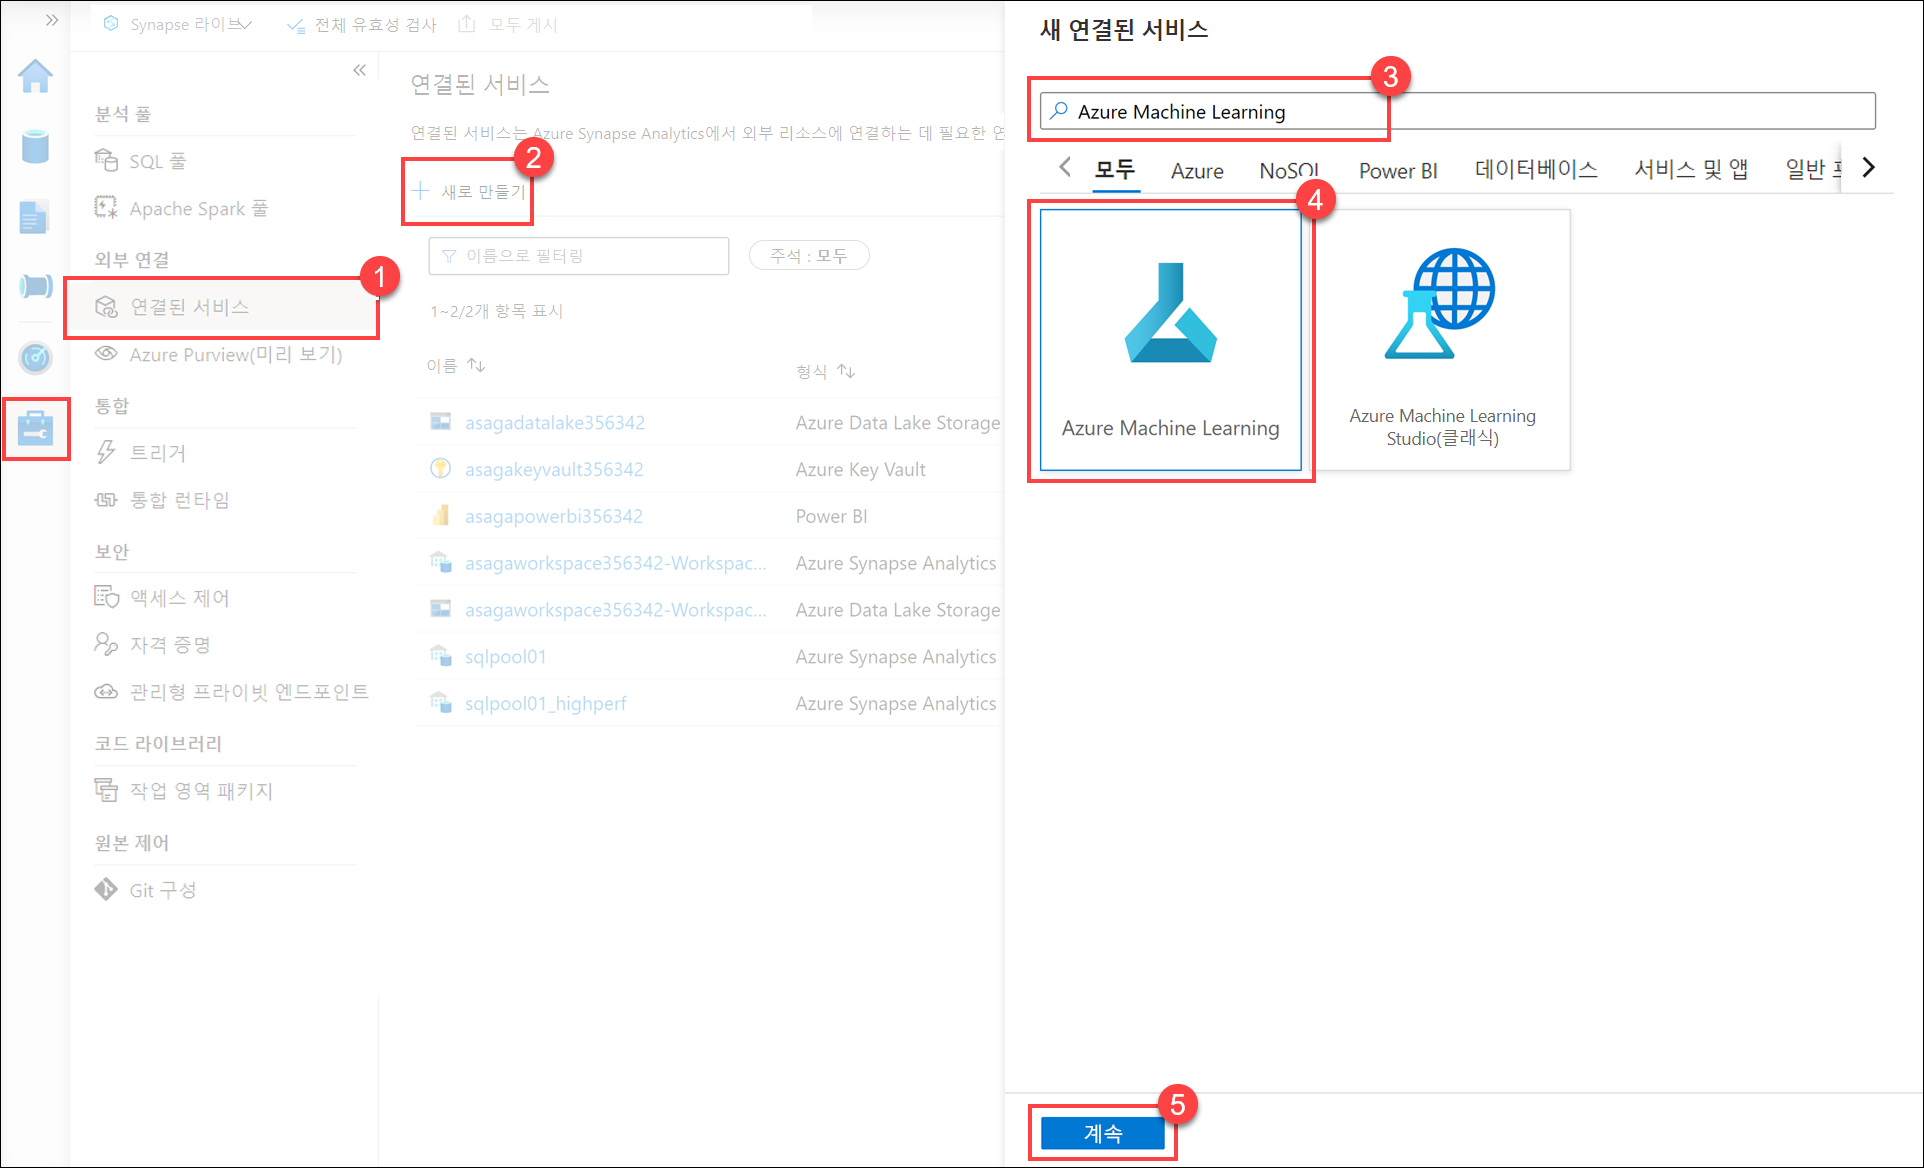 Synapse 라이브
전체 유효성 검사
모두 게시
분석 풀
SQL 풀
Apache Spark 풀
외부 연결
1
연결된 서비스
Azure Purview(미리 보기)
통합
트리거
통합 런타임
보안
액세스 제어
자격 증명
관리형 프라이빗 엔드포인트
코드 라이브러리
작업 영역 패키지
원본 제어
Git 구성
연결된 서비스
연결된 서비스는 Azure Synapse Analytics에서 외부 리소스에 연결하는 데 필요한 연
2
새로 만들기
이름으로 필터링
주석 : 모두
1~2/2개 항목 표시
이름 형식
asagadatalake356342 Azure Data Lake Storage
asagakeyvault356342 Azure Key Vault
asagapowerbi356342 Power BI
asagaworkspace356342-Workspac... Azure Synapse Analytics
asagaworkspace356342-Workspac... Azure Data Lake Storage
sqlpool01 Azure Synapse Analytics
sqlpool01_highperf Azure Synapse Analytics
새 연결된 서비스
3
Azure Machine Learning
모두 Azure NoSQL Power BI 데이터베이스 서비스 및 앱 일반
4
Azure Machine Learning
Azure Machine Learning
Studio(클래식)
5
계속